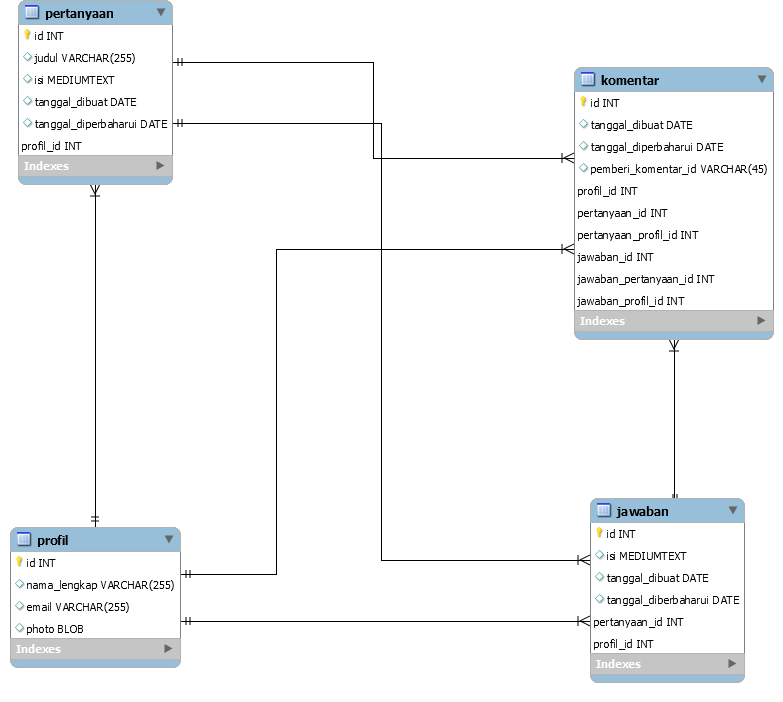 pertanyaan
id INT
judul VARCHAR(255)
isi MEDIUMTEXT
tanggal_dibuat DATE
tanggal_diperbaharui DATE
profil_id INT
Indexes
komentar
id INT
tanggal_dibuat DATE
tanggal_diperbaharui DATE
pemberi_komentar_id VARCHAR(45)
profil_id INT
pertanyaan_id INT
pertanyaan_profil_id INT
jawaban_id INT
jawaban_pertanyaan_id INT
jawaban_profil_id INT
Indexes
profil
id INT
nama_lengkap VARCHAR(255)
email VARCHAR(255)
photo BLOB
Indexes
jawaban
id INT
isi MEDIUMTEXT
tanggal_dibuat DATE
tanggal_diberbaharui DATE
pertanyaan_id INT
profil_id INT
Indexes